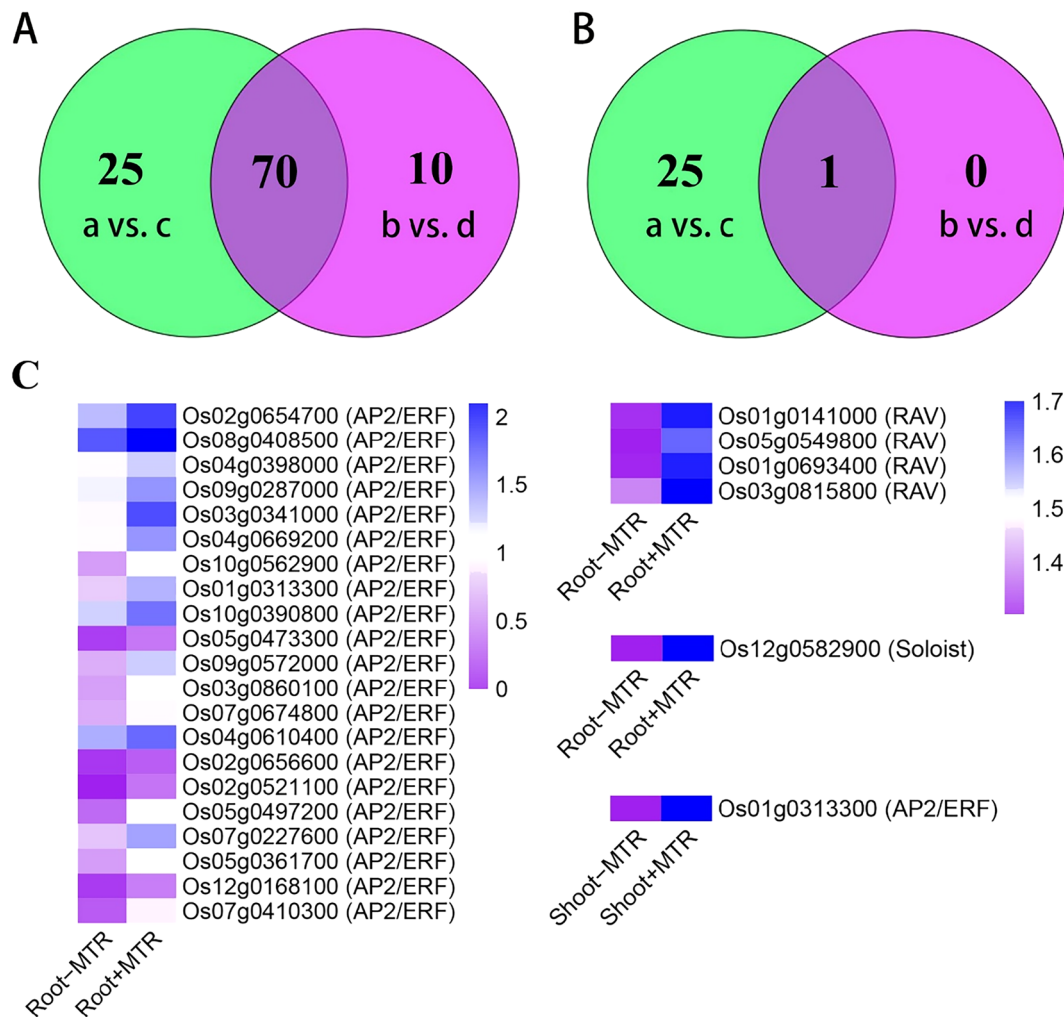 A
25
70
10
a vs. c
b vs. d
B
25
1
0
a vs. c
b vs. d
C
Os02g0654700 (AP2/ERF)
Os08g0408500 (AP2/ERF)
Os04g0398000 (AP2/ERF)
Os09g0287000 (AP2/ERF)
Os03g0341000 (AP2/ERF)
Os04g0669200 (AP2/ERF)
Os10g0562900 (AP2/ERF)
Os01g0313300 (AP2/ERF)
Os10g0390800 (AP2/ERF)
Os05g0473300 (AP2/ERF)
Os09g0572000 (AP2/ERF)
Os03g0860100 (AP2/ERF)
Os07g0674800 (AP2/ERF)
Os04g0610400 (AP2/ERF)
Os02g0656600 (AP2/ERF)
Os02g0521100 (AP2/ERF)
Os05g0497200 (AP2/ERF)
Os07g0227600 (AP2/ERF)
Os05g0361700 (AP2/ERF)
Os12g0168100 (AP2/ERF)
Os07g0410300 (AP2/ERF)
Root−MTR
Root+MTR
2
1.5
1
0.5
0
Os01g0141000 (RAV)
Os05g0549800 (RAV)
Os01g0693400 (RAV)
Os03g0815800 (RAV)
Root−MTR
Root+MTR
1.7
1.6
1.5
1.4
Os12g0582900 (Soloist)
Root−MTR
Root+MTR
Os01g0313300 (AP2/ERF)
Shoot−MTR
Shoot+MTR